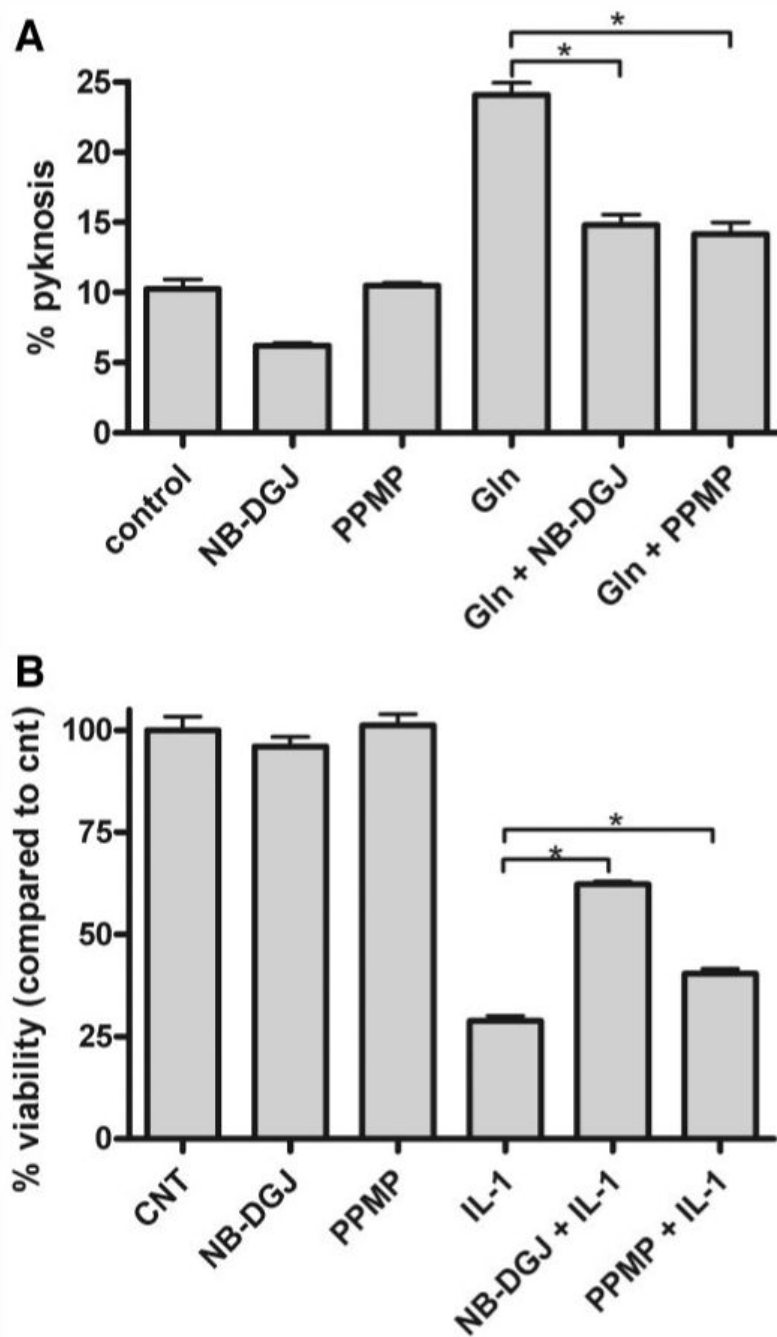 A
*
*
25
20
15
10
5
0
% pyknosis
control
NB-DGJ
PPMP
Gln
Gln + NB-DGJ
Gln + PPMP
B
100
75
50
25
0
% viability (compared to cnt)
*
*
CNT
NB-DGJ
PPMP
IL-1
NB-DGJ + IL-1
PPMP + IL-1